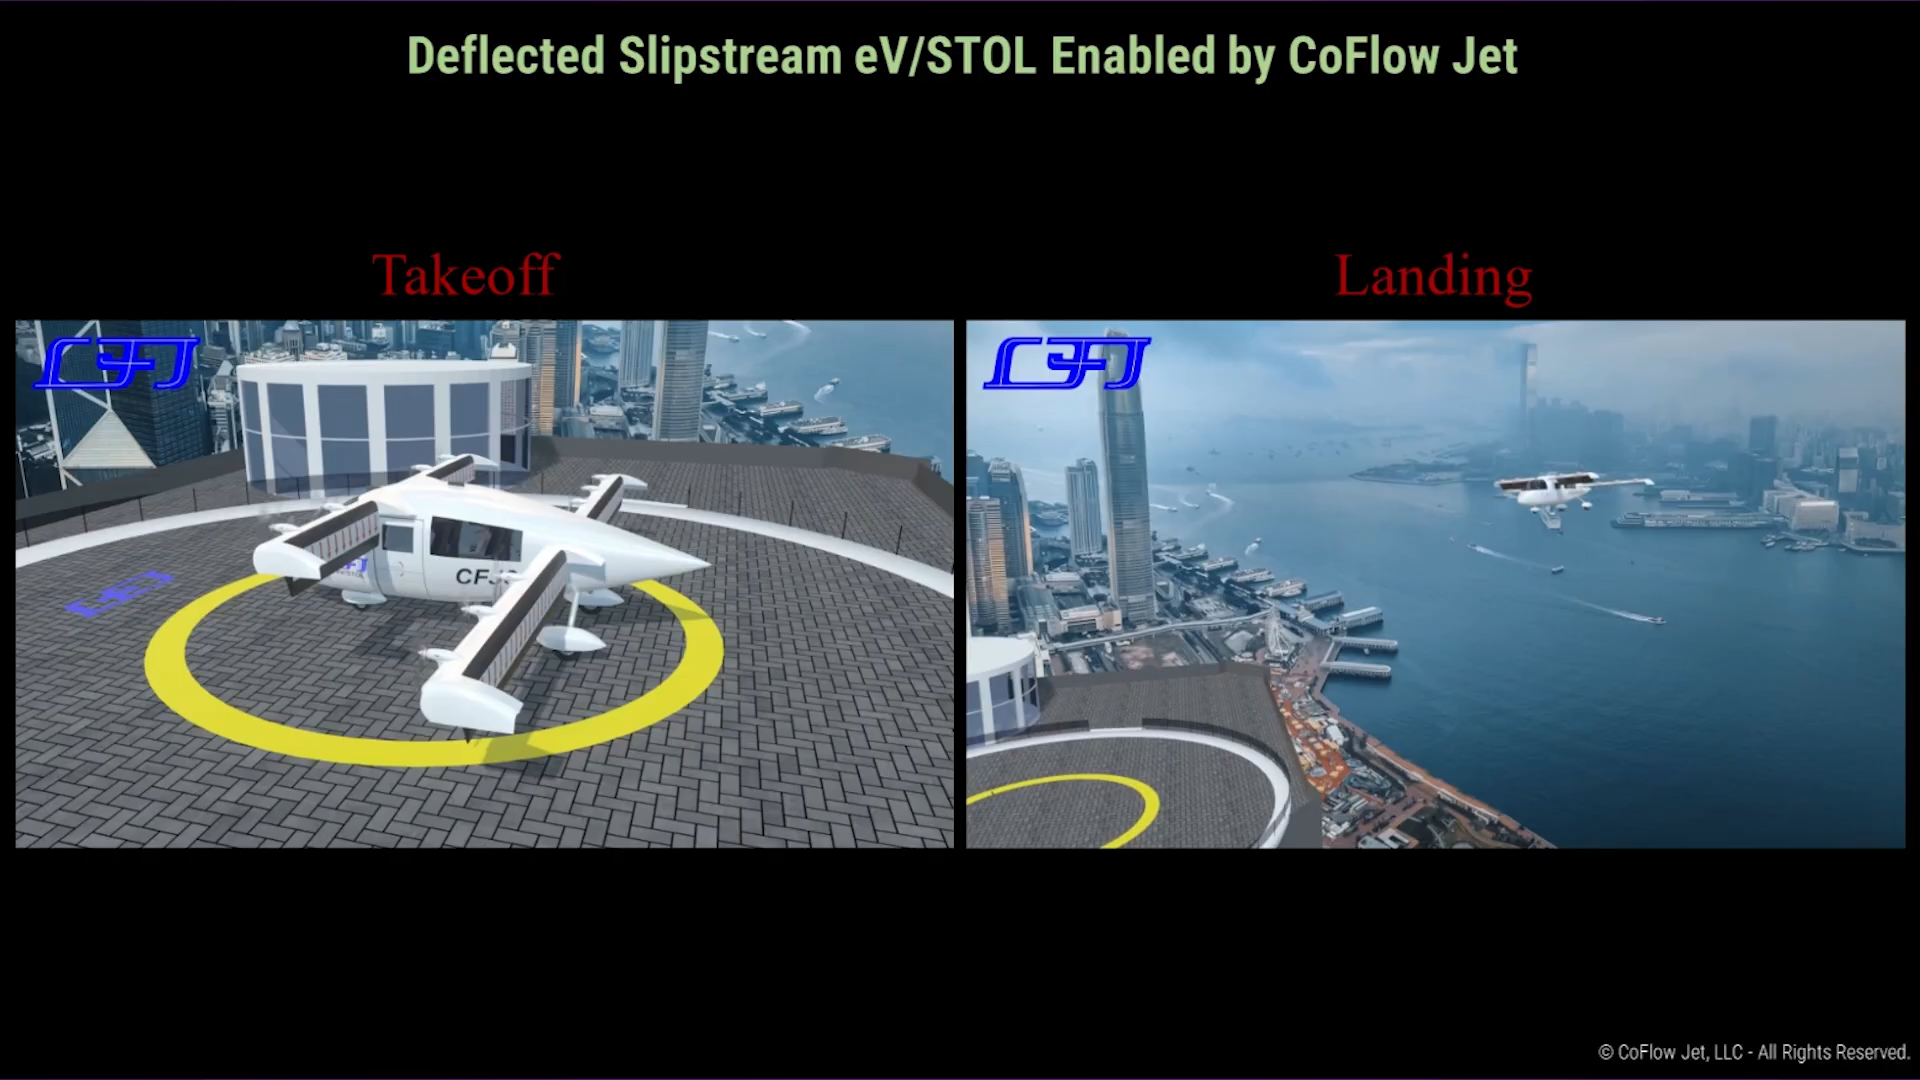 Deflected Slipstream eV/STOL Enabled by CoFlow Jet
Takeoff
Landing
CFJ
CFJ
© CoFlow Jet, LLC - All Rights Reserved.